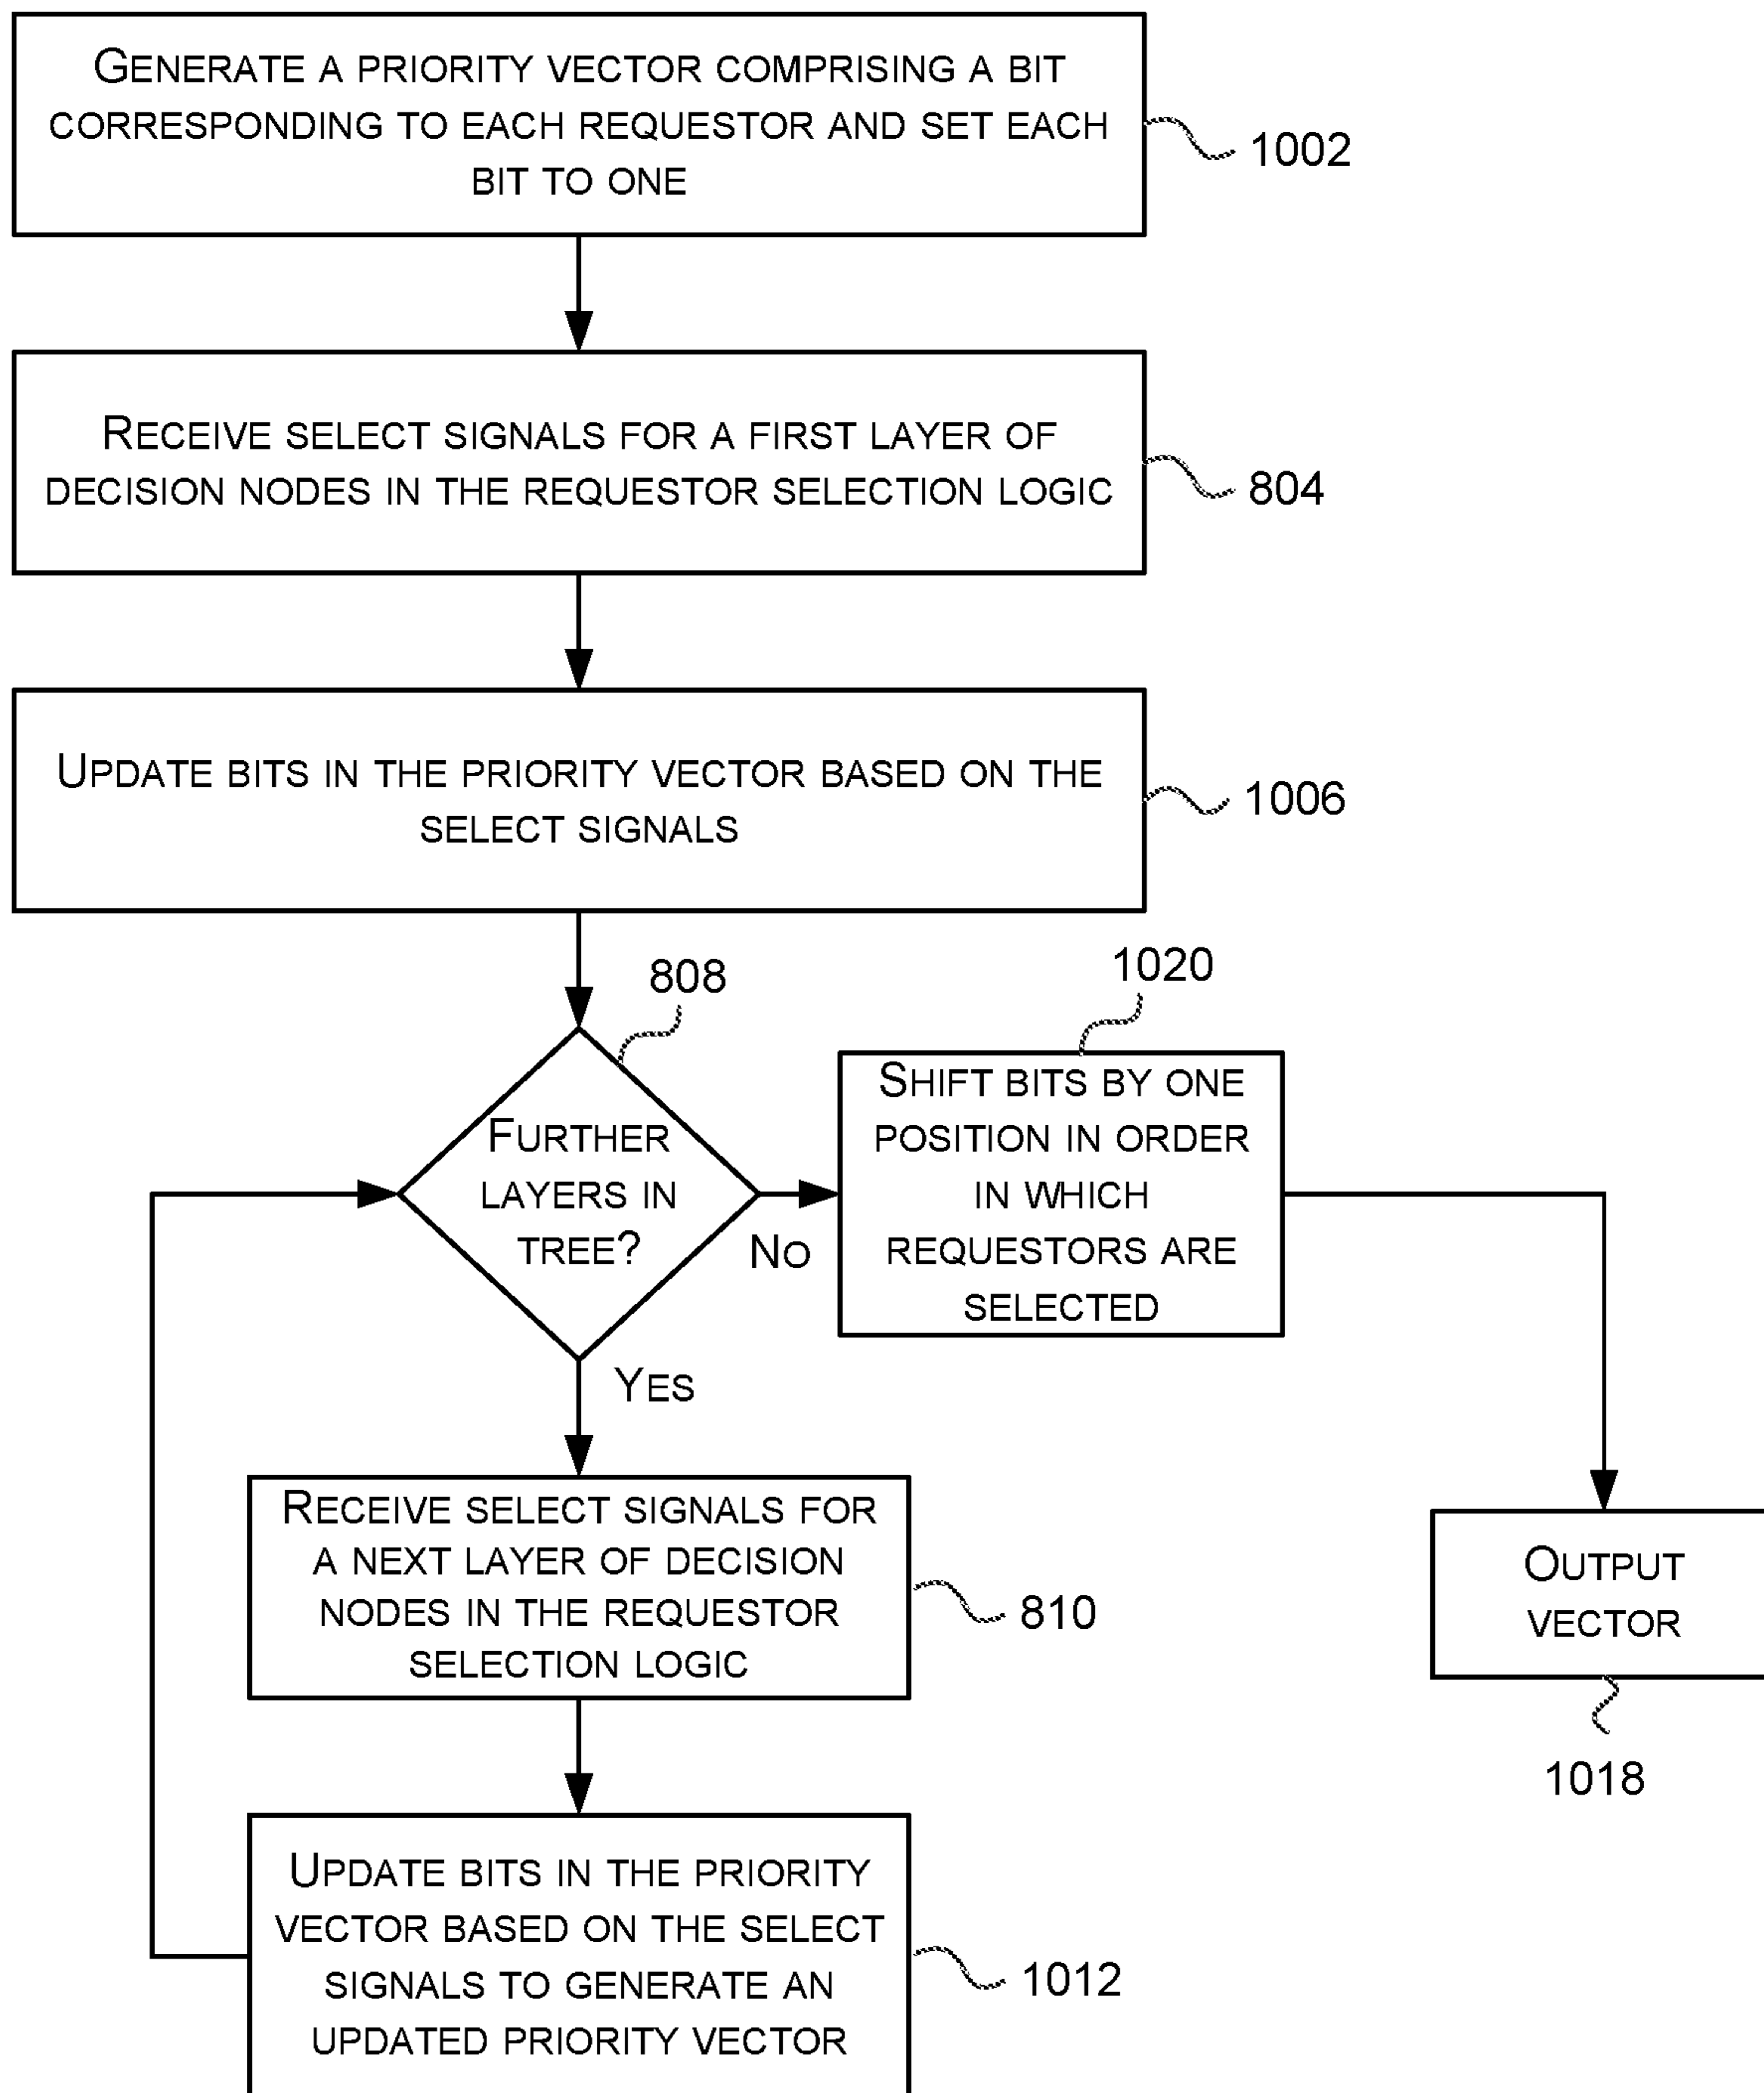 GENERATE A PRIORITY VECTOR COMPRISING A BIT
CORRESPONDING TO EACH REQUESTOR AND SET EACH
BIT TO ONE
1002
RECEIVE SELECT SIGNALS FOR A FIRST LAYER OF
DECISION NODES IN THE REQUESTOR SELECTION LOGIC
804
UPDATE BITS IN THE PRIORITY VECTOR BASED ON THE
SELECT SIGNALS
1006
808
FURTHER
LAYERS IN
TREE?
NO
1020
SHIFT BITS BY ONE
POSITION IN ORDER
IN WHICH
REQUESTORS ARE
SELECTED
YES
RECEIVE SELECT SIGNALS FOR
A NEXT LAYER OF DECISION
NODES IN THE REQUESTOR
SELECTION LOGIC
810
OUTPUT
VECTOR
1018
UPDATE BITS IN THE PRIORITY
VECTOR BASED ON THE SELECT
SIGNALS TO GENERATE AN
UPDATED PRIORITY VECTOR
1012